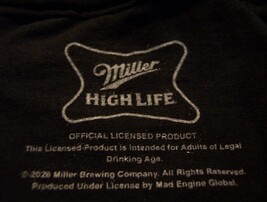 Miller
HIGH LIFE
OFFICIAL LICENSED PRODUCT
This Licensed Product is Intended for Adults of Legal
Drinking Age.
©2026 Miller Brewing Company. All Rights Reserved.
Produced Under License by Mad Engine Global.